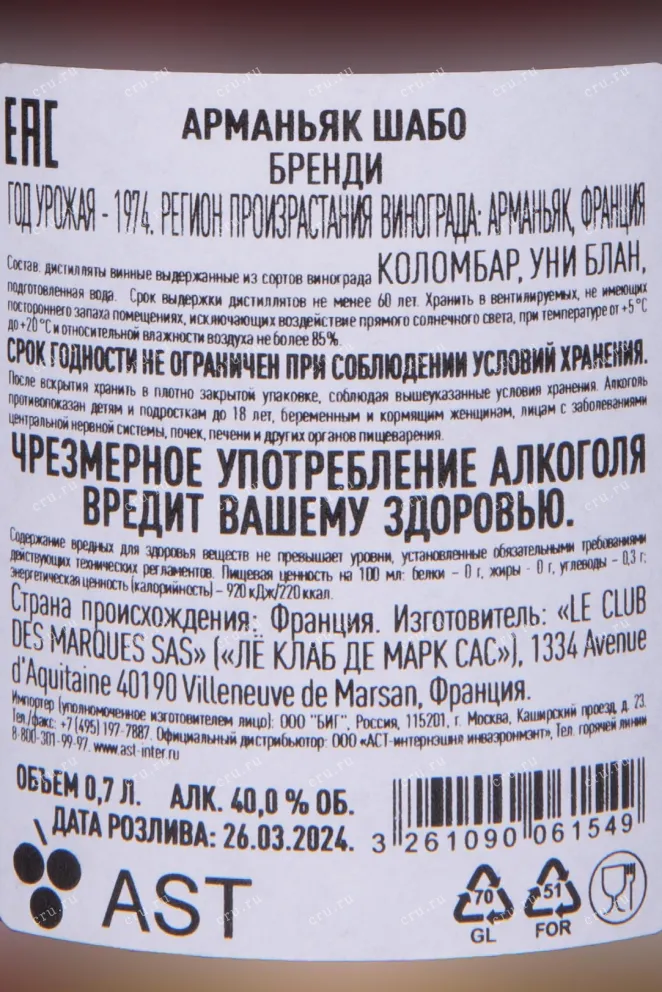 EAC
АРМАНЬЯК ШАБО
БРЕНДИ
ГОД УРОЖАЯ - 1974. РЕГИОН ПРОИЗРАСТАНИЯ ВИНОГРАДА: АРМАНЬЯК, ФРАНЦИЯ
Состав: дистилляты винные выдержанные из сортов винограда КОЛОМБАР, УНИ БЛАН,
подготовленная вода. Срок выдержки дистиллятов не менее 60 лет. Хранить в вентилируемых, не имеющих
постороннего запаха помещениях, исключающих воздействие прямого солнечного света, при температуре от +5 °C
до +20 °C и относительной влажности воздуха не более 85%.
СРОК ГОДНОСТИ НЕ ОГРАНИЧЕН ПРИ СОБЛЮДЕНИИ УСЛОВИЙ ХРАНЕНИЯ.
После вскрытия хранить в плотно закрытой упаковке, соблюдая вышеуказанные условия хранения. Алкоголь
противопоказан детям и подросткам до 18 лет, беременным и кормящим женщинам, лицам с заболеваниями
центральной нервной системы, почек, печени и других органов пищеварения.
ЧРЕЗМЕРНОЕ УПОТРЕБЛЕНИЕ АЛКОГОЛЯ
ВРЕДИТ ВАШЕМУ ЗДОРОВЬЮ.
Содержание вредных для здоровья веществ не превышает уровни, установленные обязательными требованиями
действующих технических регламентов. Пищевая ценность на 100 мл: белки - 0 г, жиры - 0 г, углеводы - 0,3 г;
энергетическая ценность (калорийность) - 920 кДж/220 ккал.
Страна происхождения: Франция. Изготовитель: «LE CLUB
DES MARQUES SAS» («ЛЁ КЛАБ ДЕ МАРК САС»), 1334 Avenue
d'Aquitaine 40190 Villeneuve de Marsan, Франция.
Импортер (уполномоченное изготовителем лицо): ООО "БИГ", Россия, 115201, г. Москва, Каширский проезд, д. 23.
Тел./факс: +7 (495) 197-7887. Официальный дистрибьютор: ООО «АСТ-интернэшнл инваэронмэнт», Тел. горячей линии
8-800-301-99-97. www.ast-inter.ru
ОБЪЕМ 0,7 Л. АЛК. 40,0 % ОБ.
ДАТА РОЗЛИВА: 26.03.2024.
3 261090 061549
AST
70
GL
51
FOR